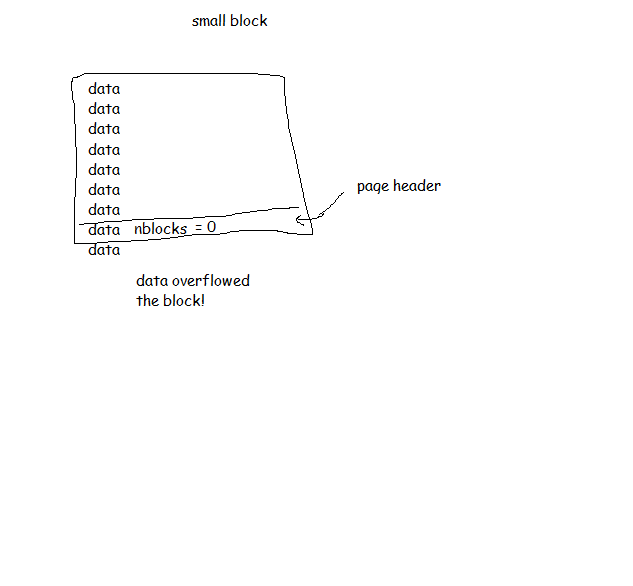 small block
data
data
data
data
data
data
page header
data
data nblocks = 0
data
data overflowed
the block!